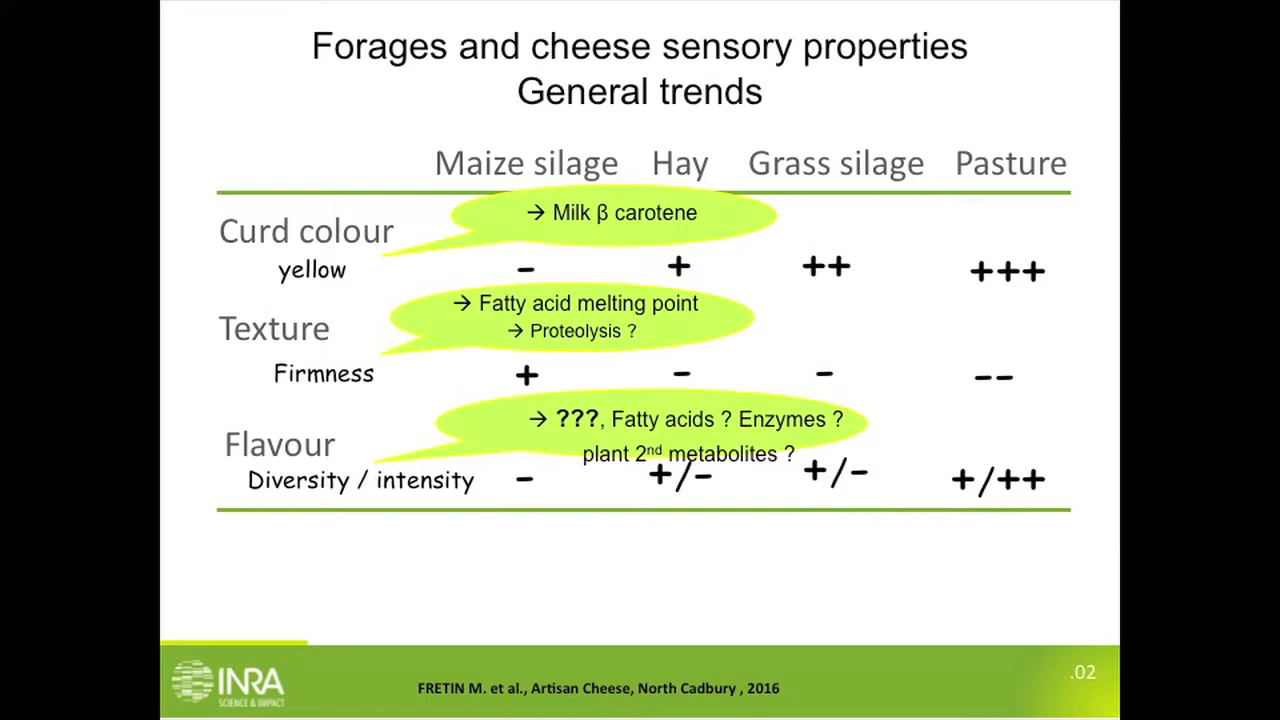 Forages and cheese sensory properties
General trends
Maize silage Hay Grass silage Pasture
→ Milk β carotene
Curd colour
yellow - + ++ +++
→ Fatty acid melting point
→ Proteolysis ?
Texture
Firmness + - - --
→ ???, Fatty acids ? Enzymes ?
plant 2nd metabolites ?
Flavour
Diversity / intensity - +/- +/- +/++
INRA
SCIENCE & IMPACT
FRETIN M. et al., Artisan Cheese, North Cadbury , 2016
.02